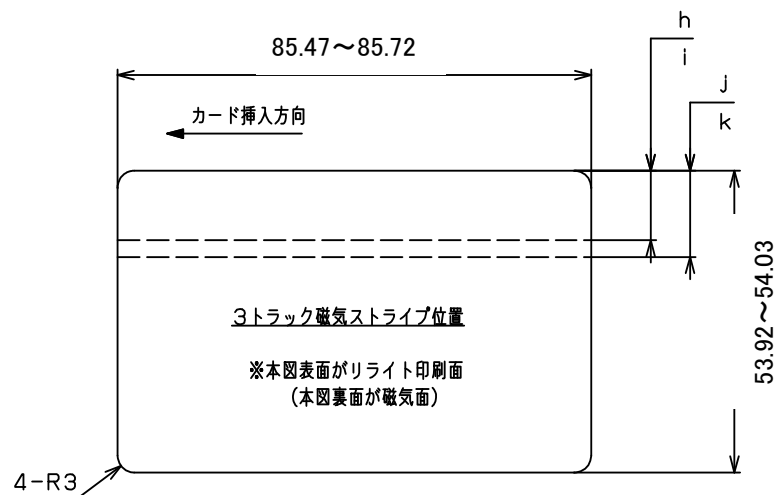 h
i
85.47～85.72
j
k
カード挿入方向
53.92～54.03
3トラック磁気ストライプ位置
※本図表面がリライト印刷面
(本図裏面が磁気面)
4-R3